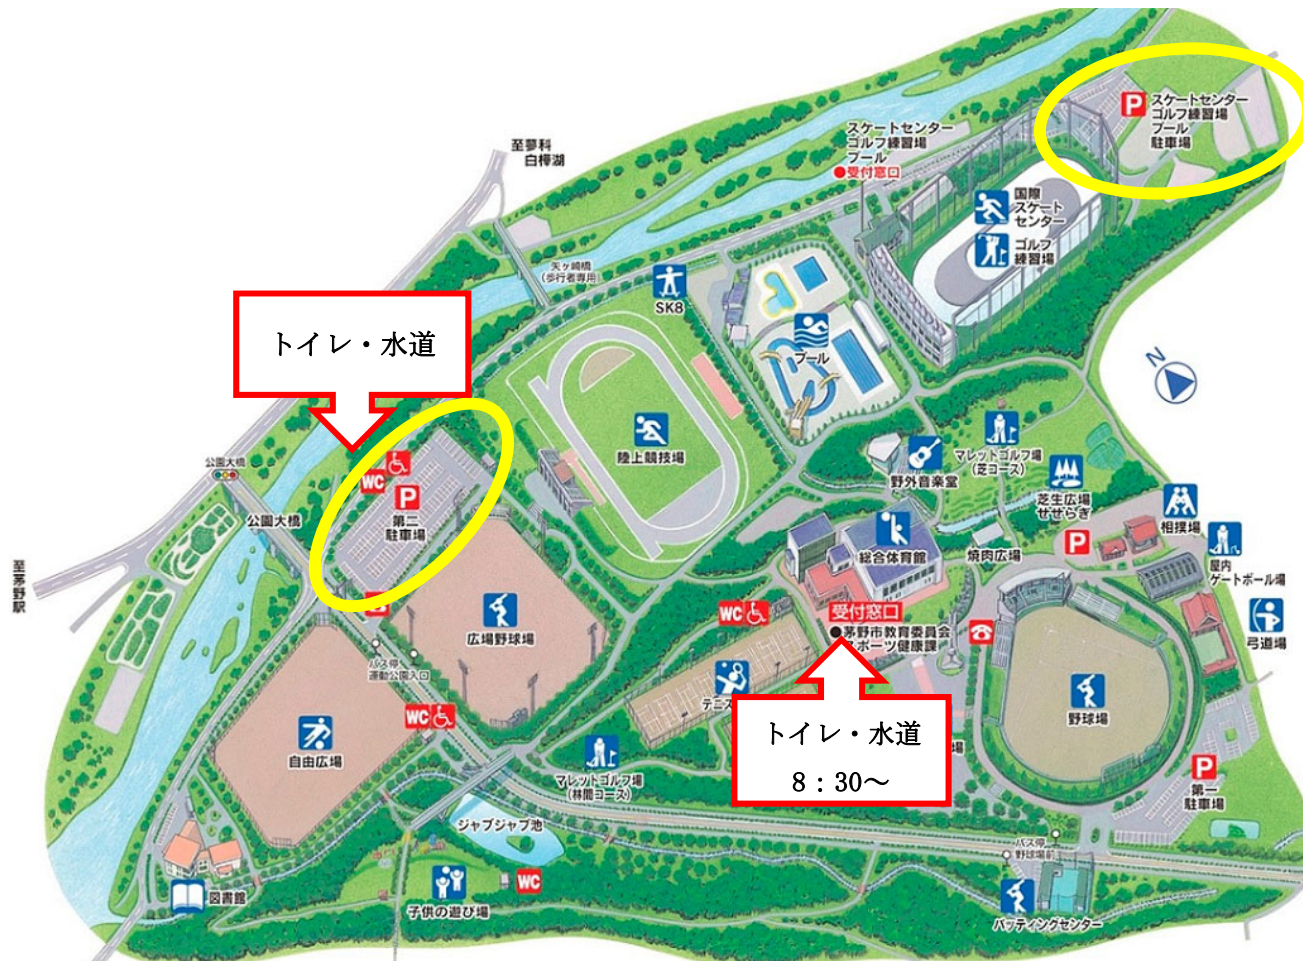 スケートセンター
ゴルフ練習場
プール
駐車場
P
スケートセンター
ゴルフ練習場
プール
●受付窓口
至蓼科
白樺湖
国際
スケート
センター
ゴルフ
練習場
矢ヶ崎橋
(歩行者専用)
SK8
プール
N
トイレ・水道
陸上競技場
マレットゴルフ場
(芝コース)
野外音楽堂
芝生広場
せせらぎ
相撲場
公園大橋
WC
P
第二
駐車場
公園大橋
総合体育館
焼肉広場
P
屋内
ゲートボール場
至茅野駅
広場野球場
WC
受付窓口
●茅野市教育委員会
スポーツ健康課
弓道場
バス停
運動公園入口
テニス
野球場
WC
自由広場
トイレ・水道
8：30～
場
マレットゴルフ場
(林間コース)
P
第一
駐車場
ジャブジャブ池
バス停
野球場前
図書館
子供の遊び場
WC
バッティングセンター